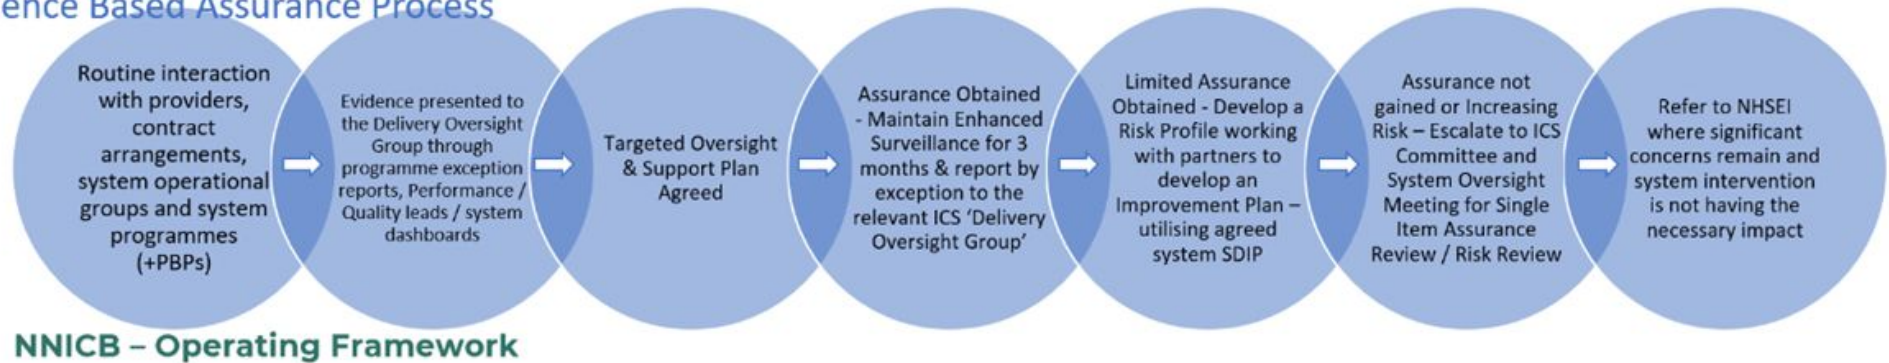 ence Based Assurance Process
Routine interaction
with providers,
contract
arrangements,
system operational
groups and system
programmes
(+PBPs)
Evidence presented to
the Delivery Oversight
Group through
programme exception
reports, Performance /
Quality leads / system
dashboards
Targeted Oversight
& Support Plan
Agreed
Assurance Obtained
- Maintain Enhanced
Surveillance for 3
months & report by
exception to the
relevant ICS ‘Delivery
Oversight Group’
Limited Assurance
Obtained - Develop a
Risk Profile working
with partners to
develop an
Improvement Plan –
utilising agreed
system SDIP
Assurance not
gained or Increasing
Risk – Escalate to ICS
Committee and
System Oversight
Meeting for Single
Item Assurance
Review / Risk Review
Refer to NHSEI
where significant
concerns remain and
system intervention
is not having the
necessary impact
NNICB – Operating Framework